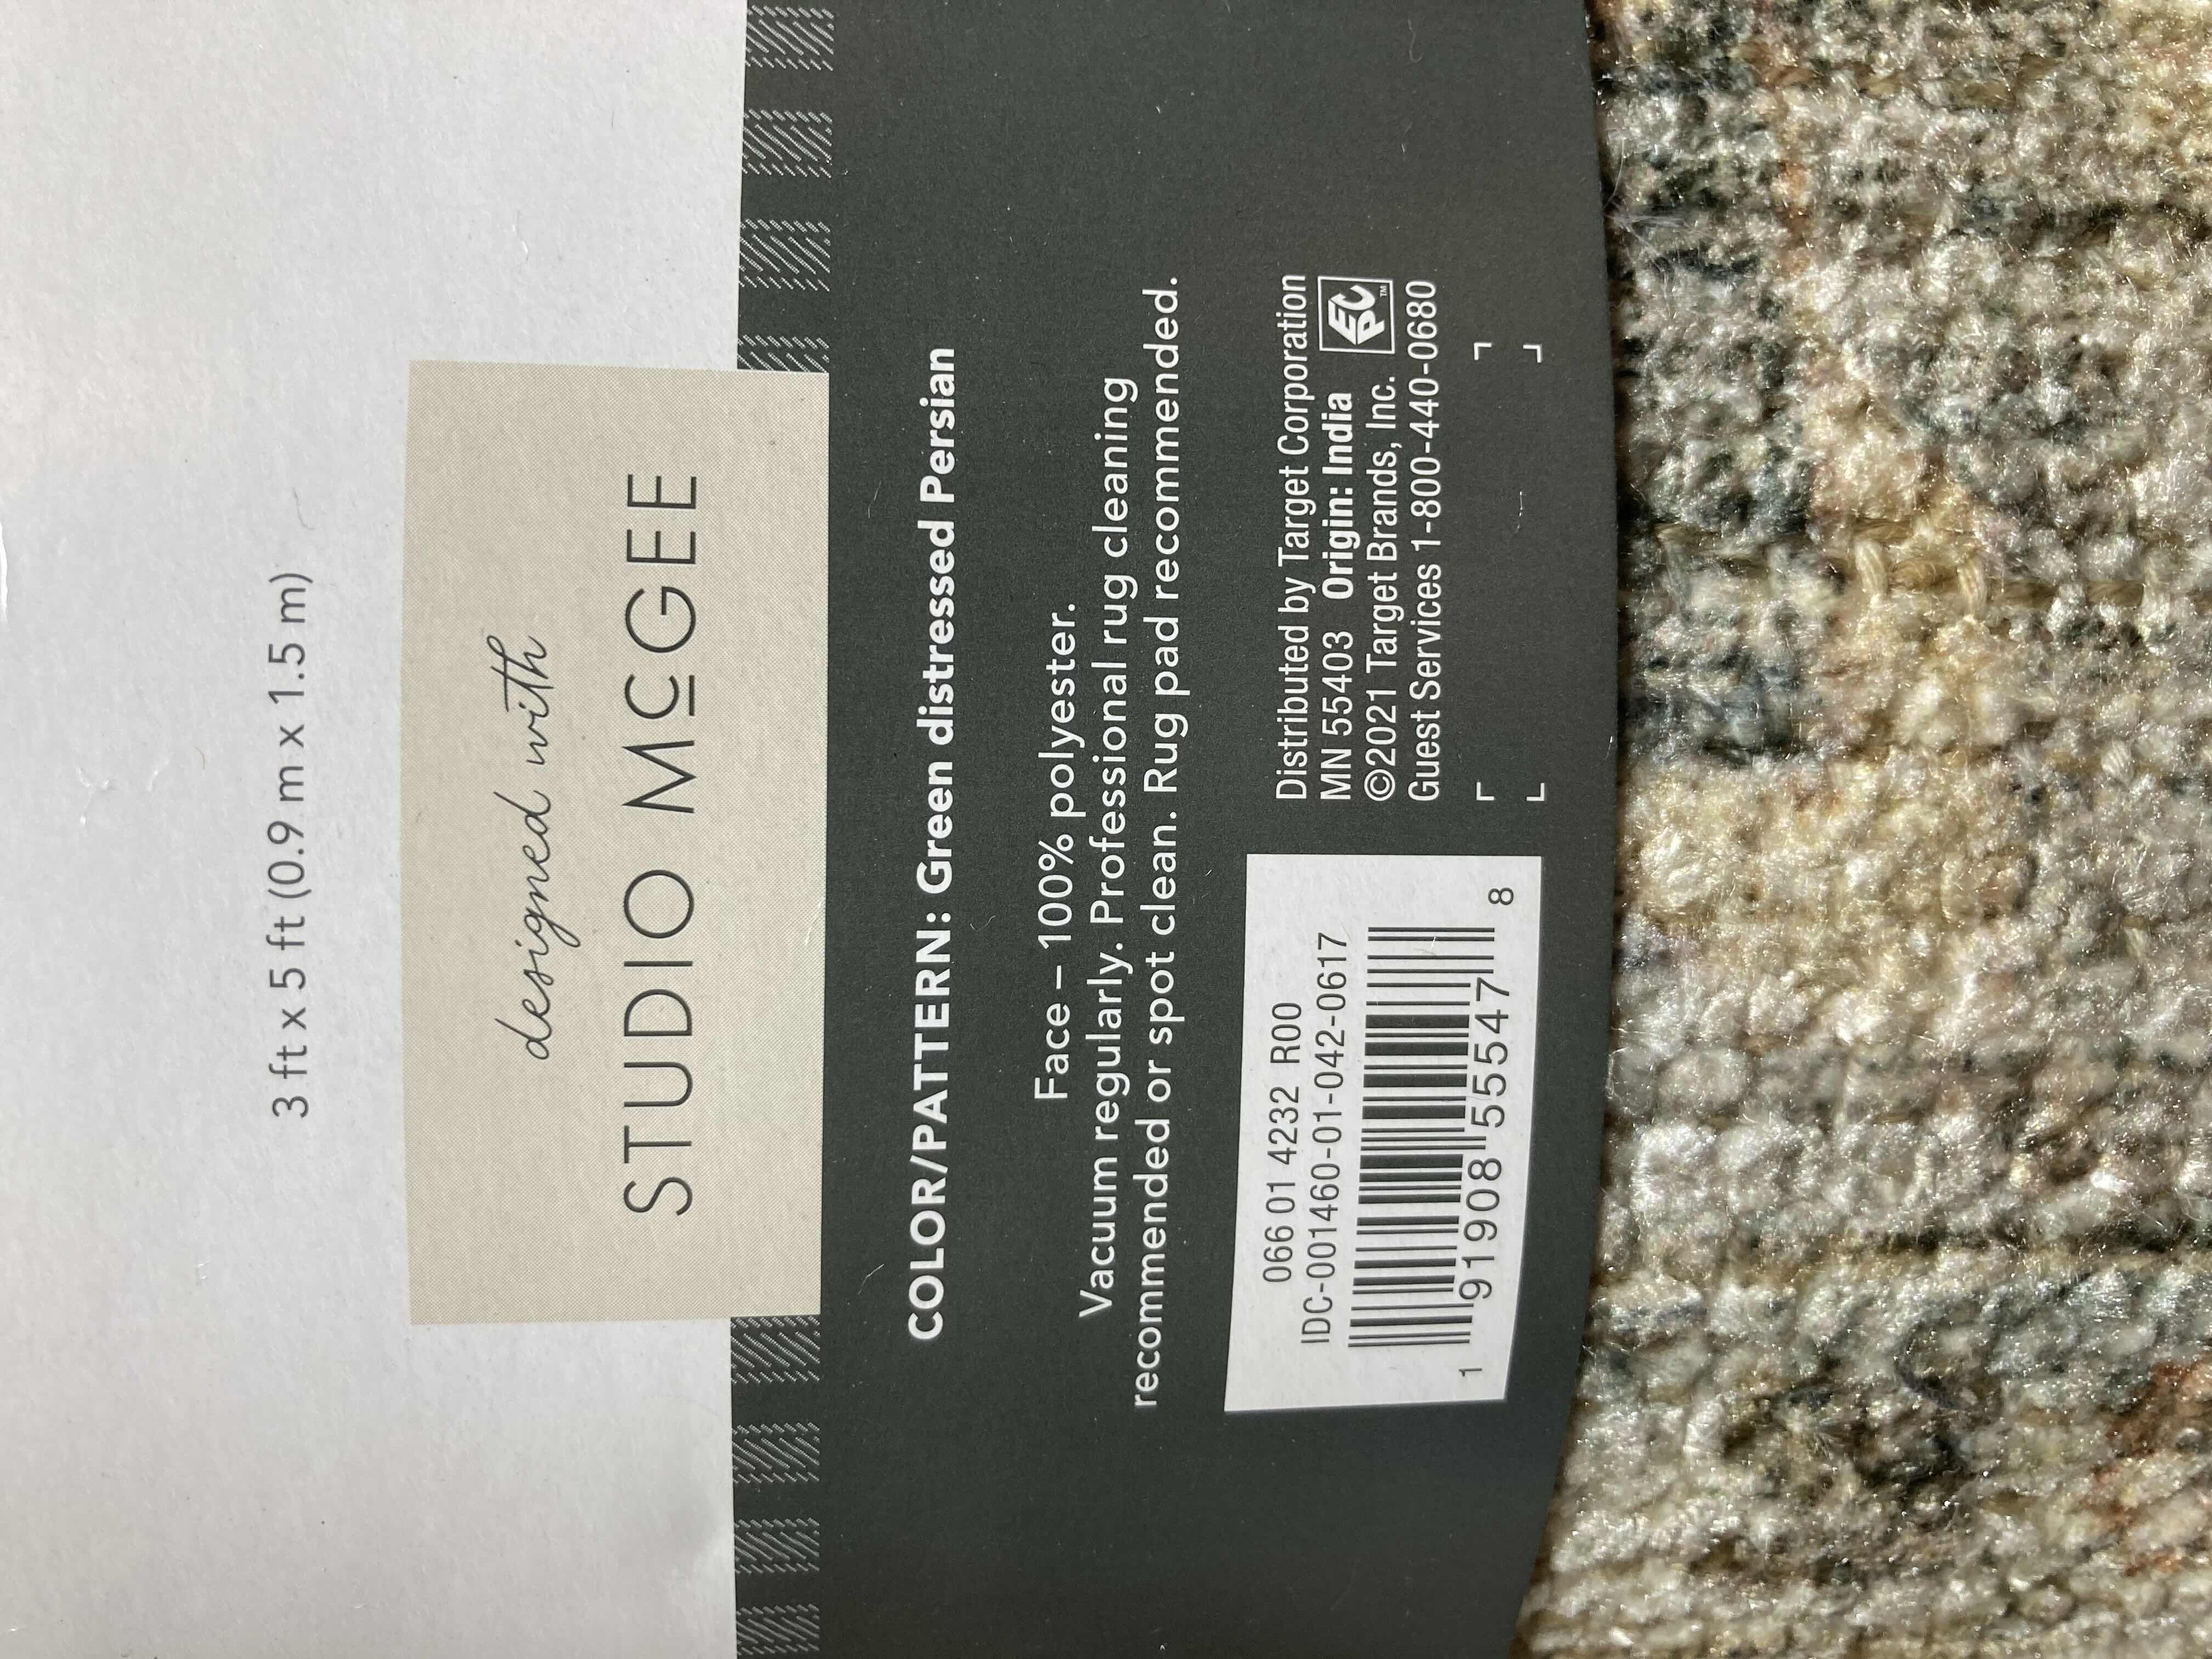 3 ft x 5 ft (0.9 m x 1.5 m)
designed with
STUDIO MCGEE
COLOR/PATTERN: Green distressed Persian
Face – 100% polyester.
Vacuum regularly. Professional rug cleaning
recommended or spot clean. Rug pad recommended.
066 01 4232 R00
IDC-001460-01-042-0617
1 91908 55547 8
Distributed by Target Corporation
MN 55403 Origin: India
©2021 Target Brands, Inc.
Guest Services 1-800-440-0680
EPC™